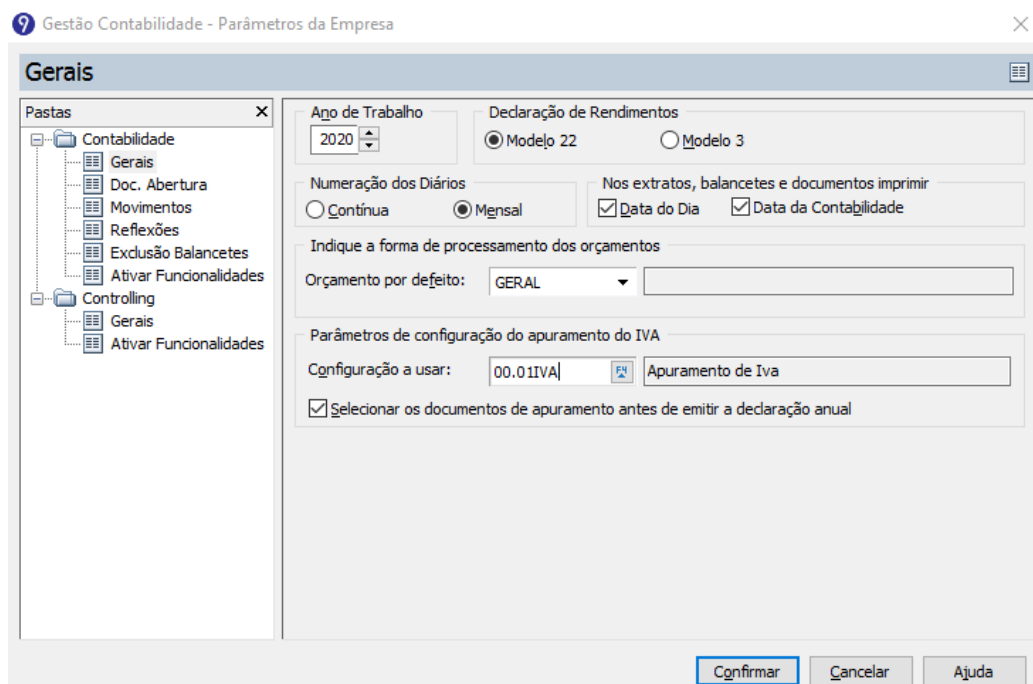 9 Gestão Contabilidade - Parâmetros da Empresa
Gerais
Pastas
Contabilidade
Gerais
Doc. Abertura
Movimentos
Reflexões
Exclusão Balancetes
Ativar Funcionalidades
Controlling
Gerais
Ativar Funcionalidades
Ano de Trabalho
2020
Declaração de Rendimentos
Modelo 22 Modelo 3
Numeração dos Diários
Contínua Mensal
Nos extratos, balancetes e documentos imprimir
Data do Dia Data da Contabilidade
Indique a forma de processamento dos orçamentos
Orçamento por defeito: GERAL
Parâmetros de configuração do apuramento do IVA
Configuração a usar: 00.01IVA F4 Apuramento de Iva
Selecionar os documentos de apuramento antes de emitir a declaração anual
Confirmar Cancelar Ajuda